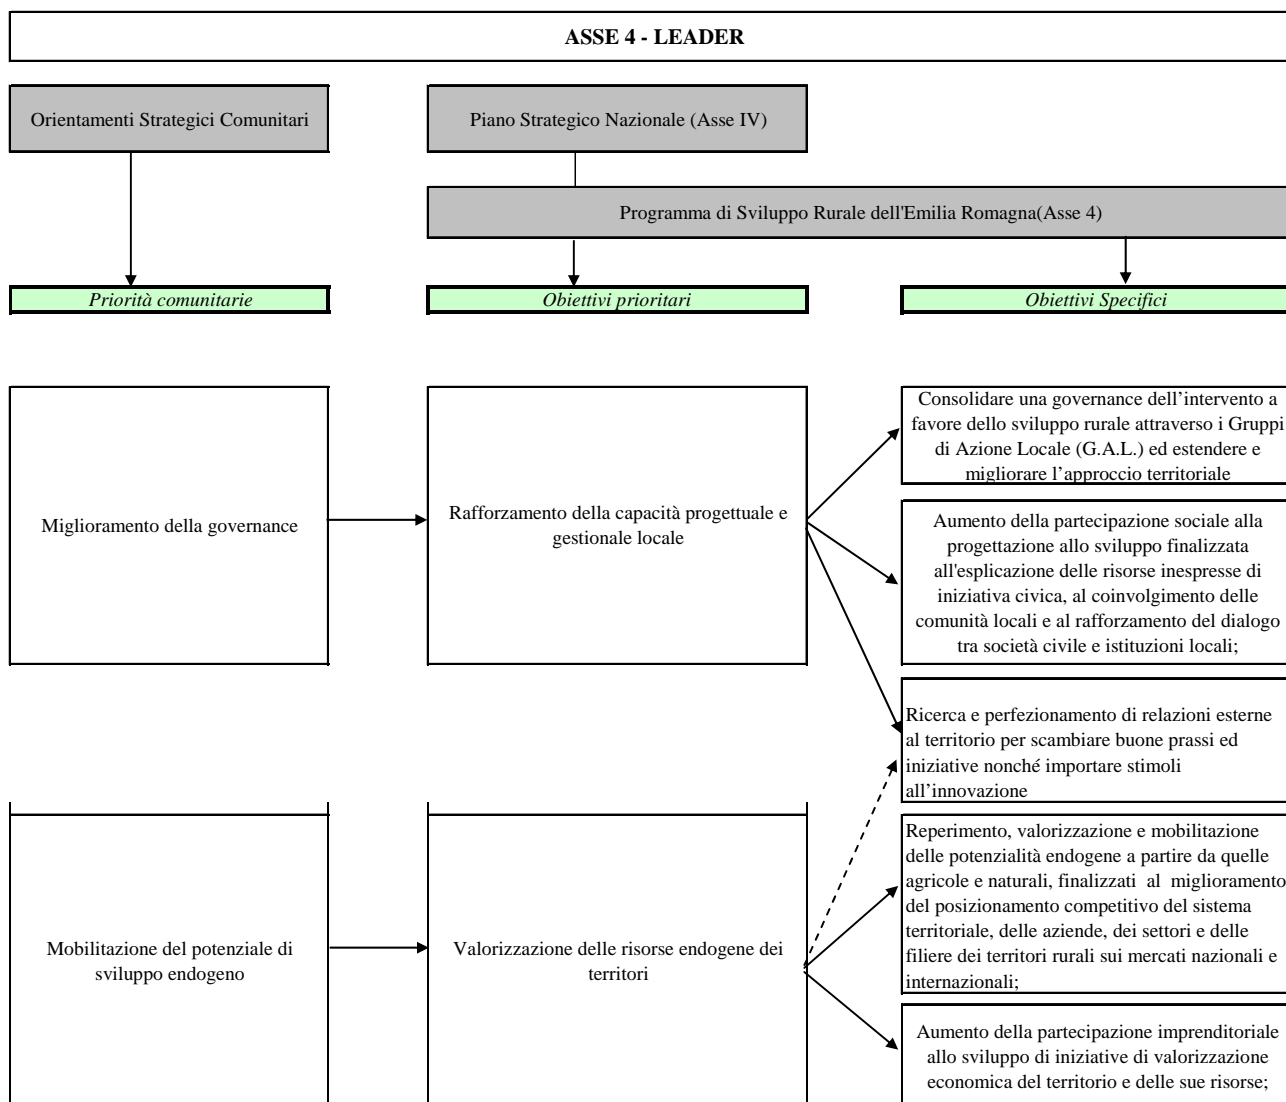 ASSE 4 - LEADER
Orientamenti Strategici Comunitari
Piano Strategico Nazionale (Asse IV)
Programma di Sviluppo Rurale dell'Emilia Romagna(Asse 4)
Priorità comunitarie
Obiettivi prioritari
Obiettivi Specifici
Miglioramento della governance
Rafforzamento della capacità progettuale e
gestionale locale
Consolidare una governance dell’intervento a
favore dello sviluppo rurale attraverso i Gruppi
di Azione Locale (G.A.L.) ed estendere e
migliorare l’approccio territoriale
Aumento della partecipazione sociale alla
progettazione allo sviluppo finalizzata
all'esplicazione delle risorse inespresse di
iniziativa civica, al coinvolgimento delle
comunità locali e al rafforzamento del dialogo
tra società civile e istituzioni locali;
Ricerca e perfezionamento di relazioni esterne
al territorio per scambiare buone prassi ed
iniziative nonché importare stimoli
all’innovazione
Mobilitazione del potenziale di
sviluppo endogeno
Valorizzazione delle risorse endogene dei
territori
Reperimento, valorizzazione e mobilitazione
delle potenzialità endogene a partire da quelle
agricole e naturali, finalizzati al miglioramento
del posizionamento competitivo del sistema
territoriale, delle aziende, dei settori e delle
filiere dei territori rurali sui mercati nazionali e
internazionali;
Aumento della partecipazione imprenditoriale
allo sviluppo di iniziative di valorizzazione
economica del territorio e delle sue risorse;